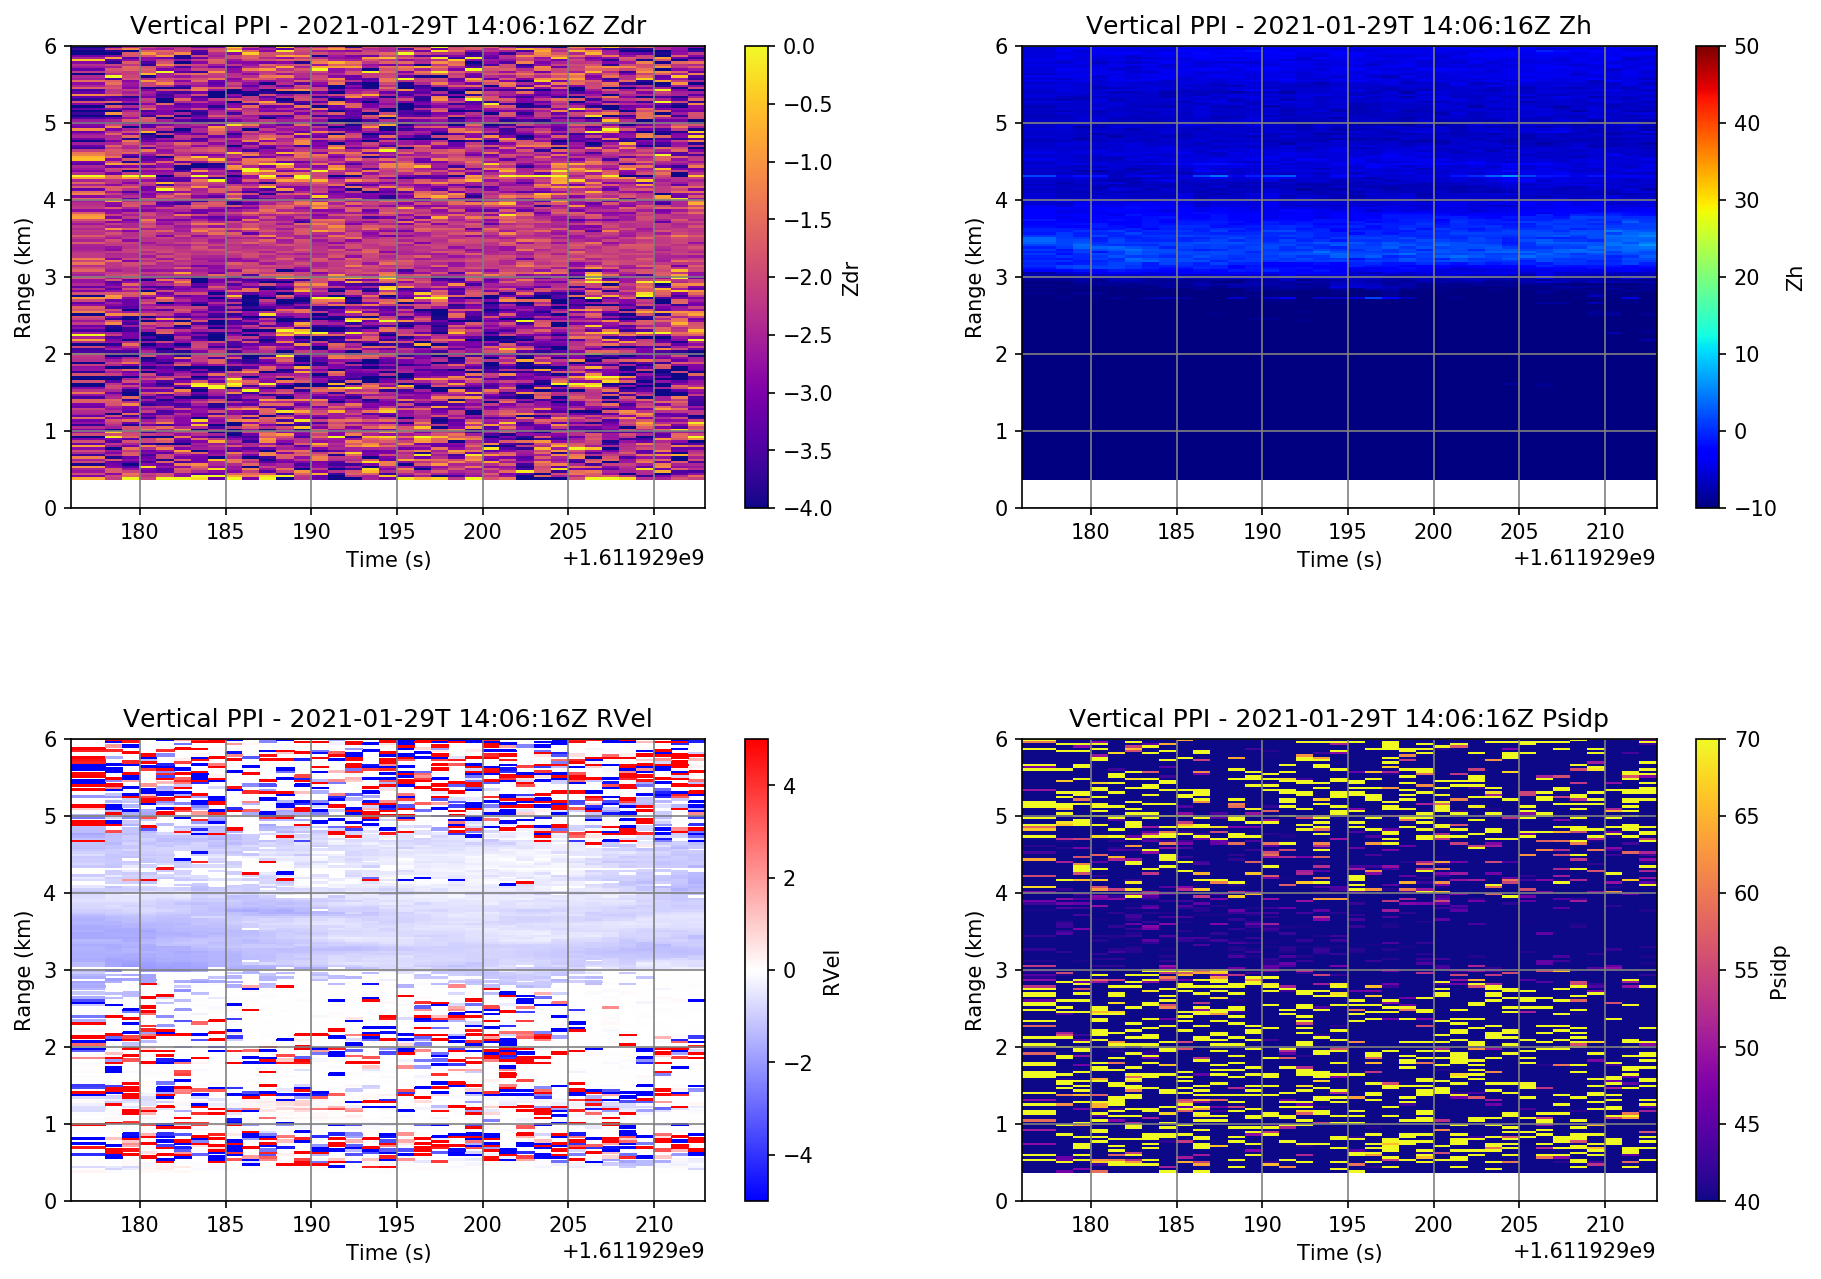 Vertical PPI - 2021-01-29T 14:06:16Z Zdr
6
5
4
3
2
1
0
Range (km)
180 185 190 195 200 205 210
Time (s)
+1.611929e9
0.0
−0.5
−1.0
−1.5
−2.0
−2.5
−3.0
−3.5
−4.0
Zdr
Vertical PPI - 2021-01-29T 14:06:16Z Zh
6
5
4
3
2
1
0
Range (km)
180 185 190 195 200 205 210
Time (s)
+1.611929e9
50
40
30
20
10
0
−10
Zh
Vertical PPI - 2021-01-29T 14:06:16Z RVel
6
5
4
3
2
1
0
Range (km)
180 185 190 195 200 205 210
Time (s)
+1.611929e9
4
2
0
−2
−4
RVel
Vertical PPI - 2021-01-29T 14:06:16Z Psidp
6
5
4
3
2
1
0
Range (km)
180 185 190 195 200 205 210
Time (s)
+1.611929e9
70
65
60
55
50
45
40
Psidp